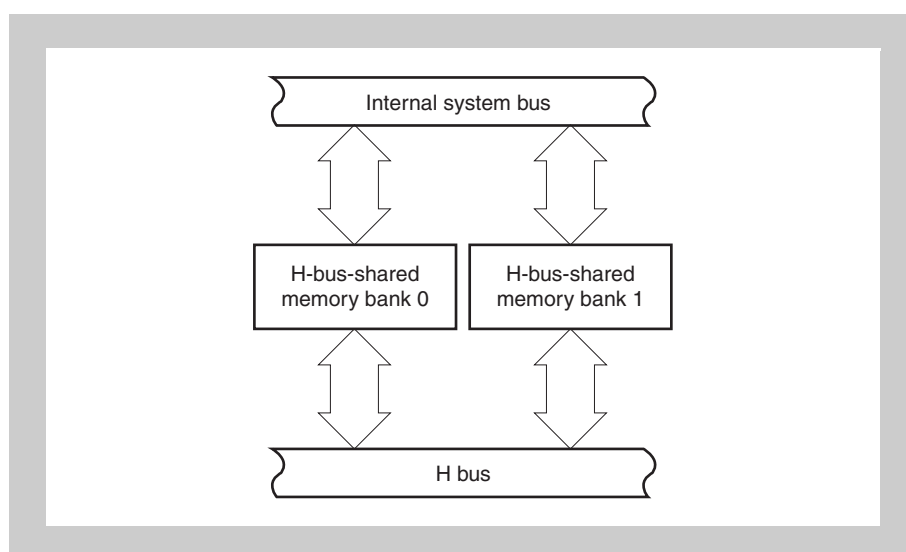 Internal system bus
H-bus-shared
memory bank 0
H-bus-shared
memory bank 1
H bus